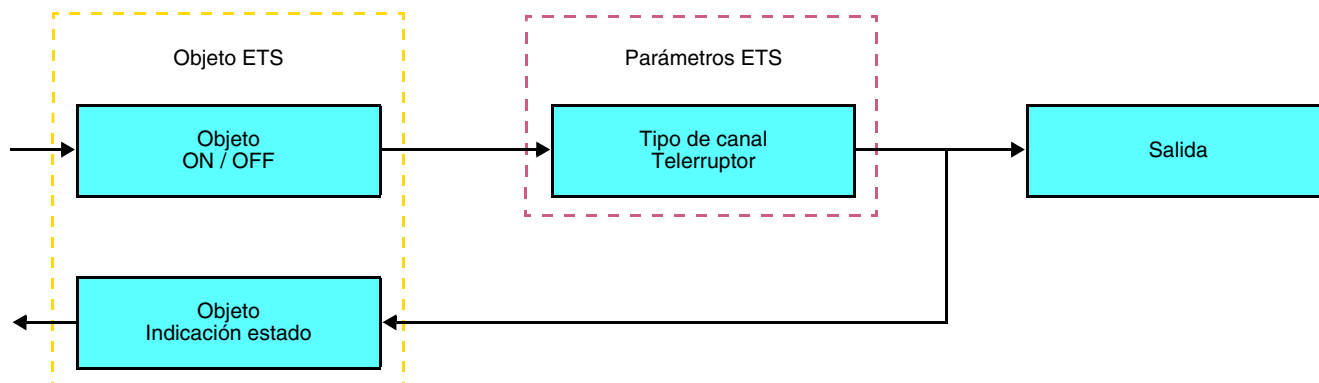 Objeto ETS
Parámetros ETS
Objeto
ON / OFF
Tipo de canal
Telerruptor
Salida
Objeto
Indicación estado